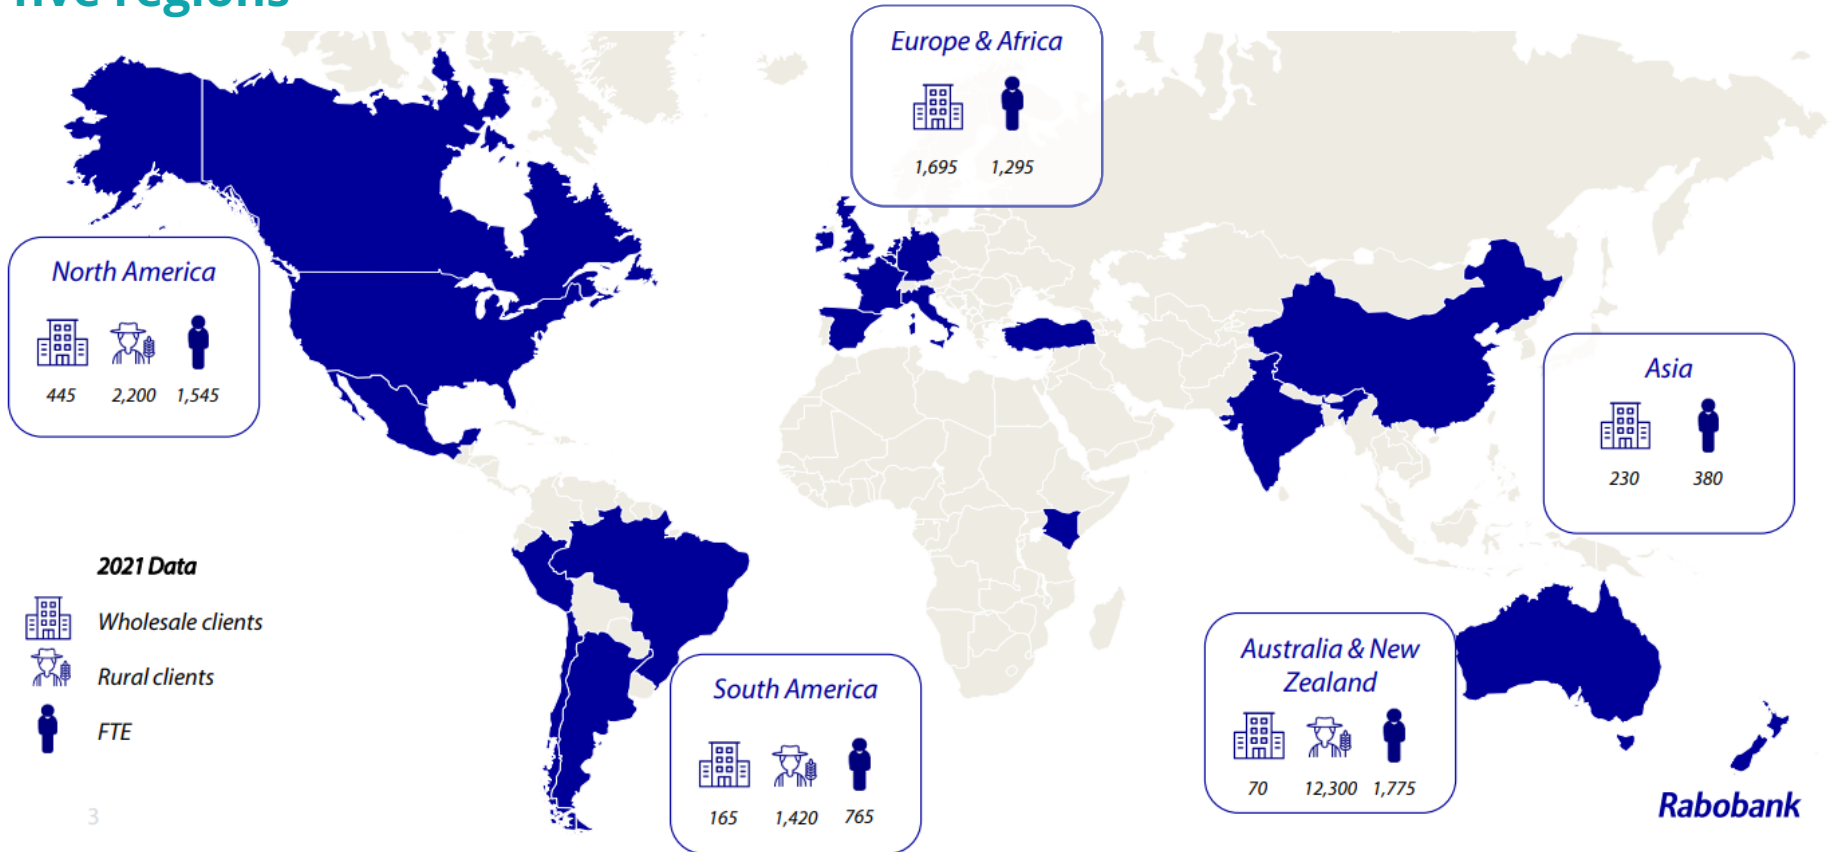 five regions
Europe & Africa
1,695 1,295
North America
445 2,200 1,545
Asia
230 380
2021 Data
Wholesale clients
Rural clients
FTE
South America
165 1,420 765
Australia & New
Zealand
70 12,300 1,775
Rabobank
3